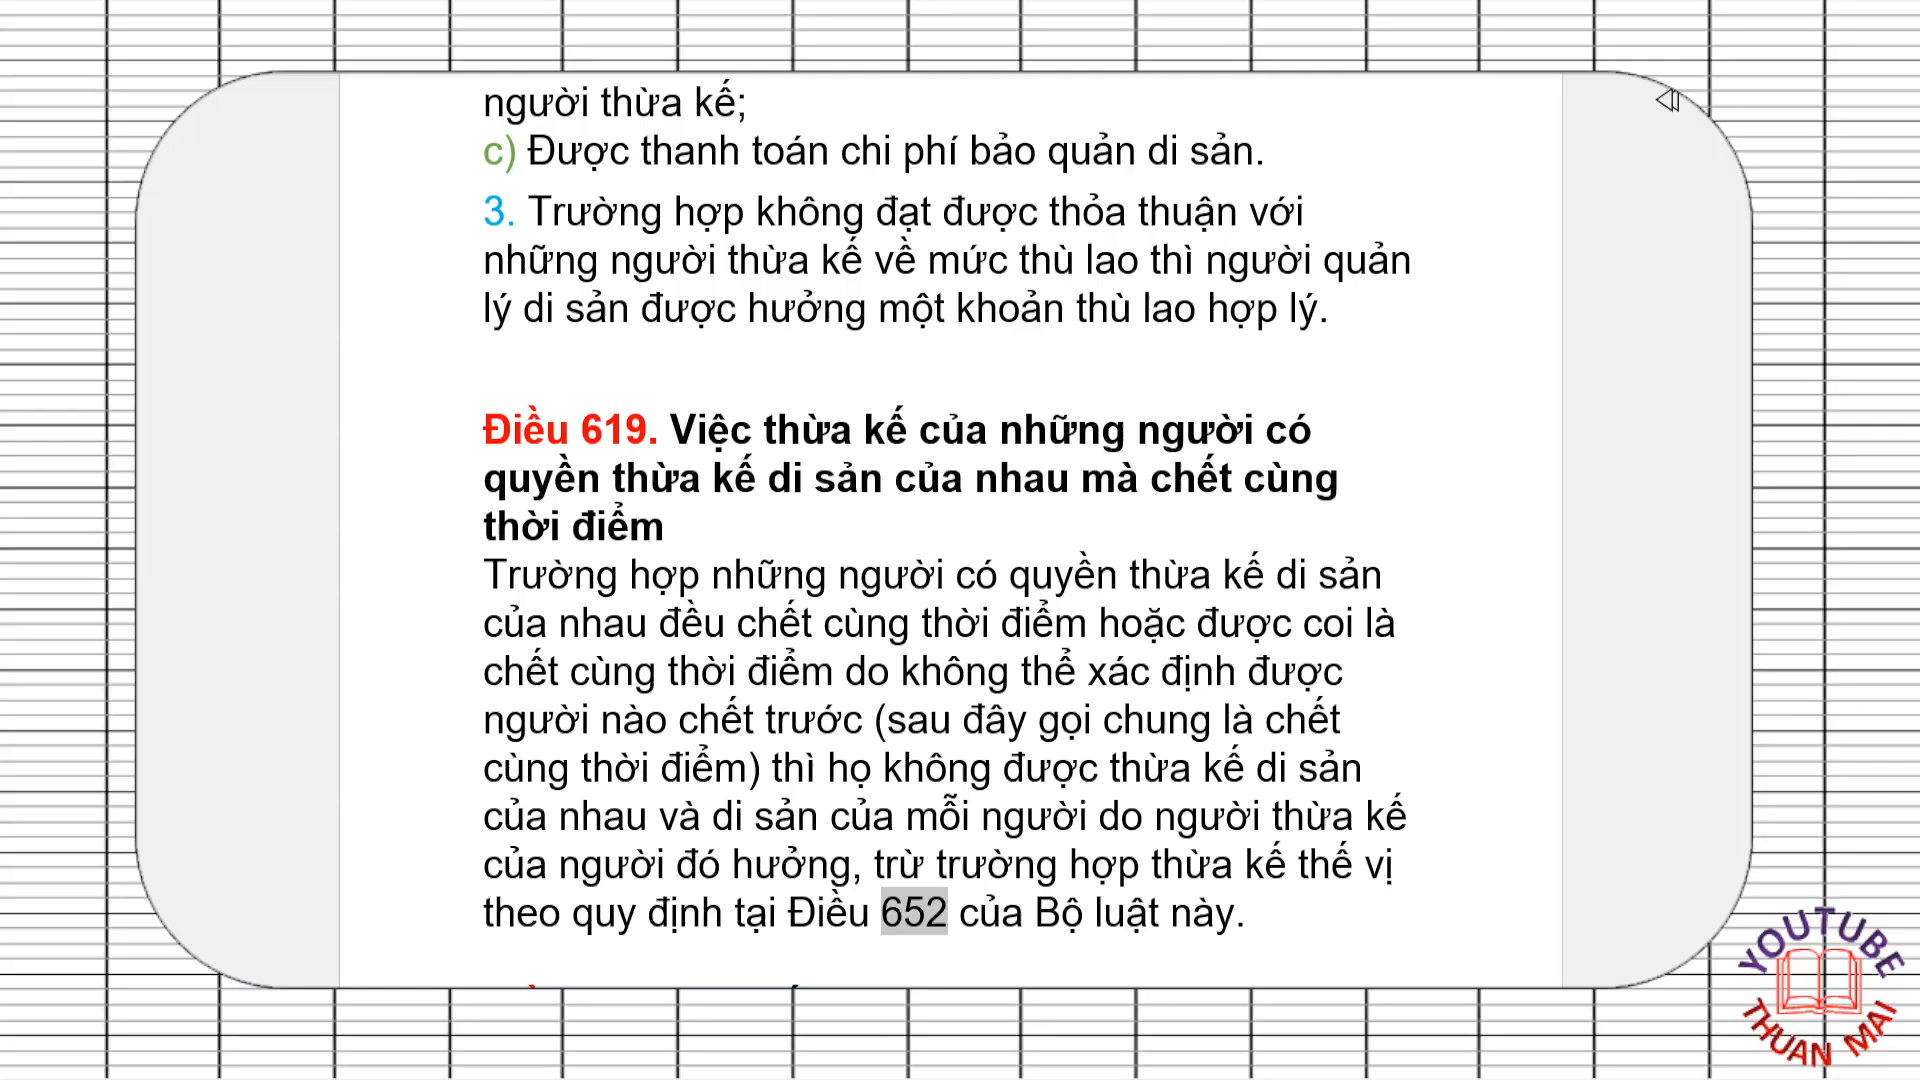 người thừa kế;
c) Được thanh toán chi phí bảo quản di sản.
3. Trường hợp không đạt được thỏa thuận với
những người thừa kế về mức thù lao thì người quản
lý di sản được hưởng một khoản thù lao hợp lý.
Điều 619. Việc thừa kế của những người có
quyền thừa kế di sản của nhau mà chết cùng
thời điểm
Trường hợp những người có quyền thừa kế di sản
của nhau đều chết cùng thời điểm hoặc được coi là
chết cùng thời điểm do không thể xác định được
người nào chết trước (sau đây gọi chung là chết
cùng thời điểm) thì họ không được thừa kế di sản
của nhau và di sản của mỗi người do người thừa kế
của người đó hưởng, trừ trường hợp thừa kế thế vị
theo quy định tại Điều 652 của Bộ luật này.
YOUTUBE
THUAN MAI